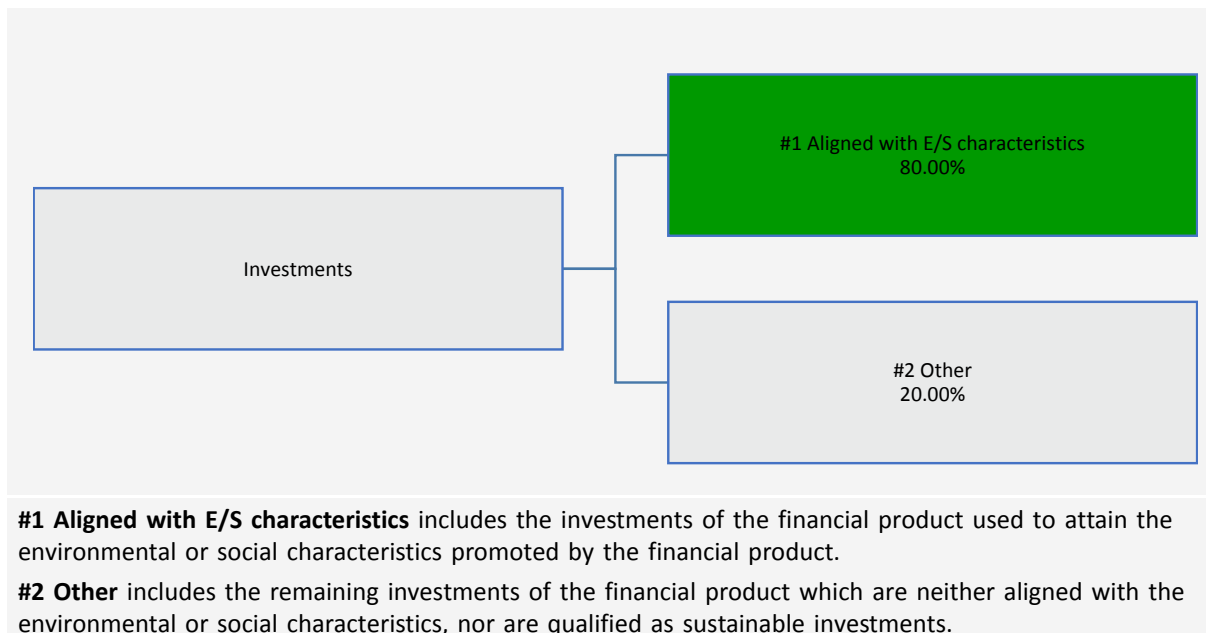 #1 Aligned with E/S characteristics
80.00%
Investments
#2 Other
20.00%
#1 Aligned with E/S characteristics includes the investments of the financial product used to attain the
environmental or social characteristics promoted by the financial product.
#2 Other includes the remaining investments of the financial product which are neither aligned with the
environmental or social characteristics, nor are qualified as sustainable investments.